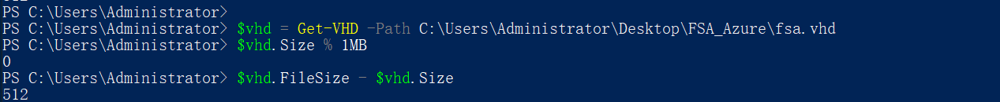 PS C:\Users\Administrator>
PS C:\Users\Administrator> $vhd = Get-VHD -Path C:\Users\Administrator\Desktop\FSA_Azure\fsa.vhd
PS C:\Users\Administrator> $vhd.Size % 1MB
0
PS C:\Users\Administrator> $vhd.FileSize - $vhd.Size
512